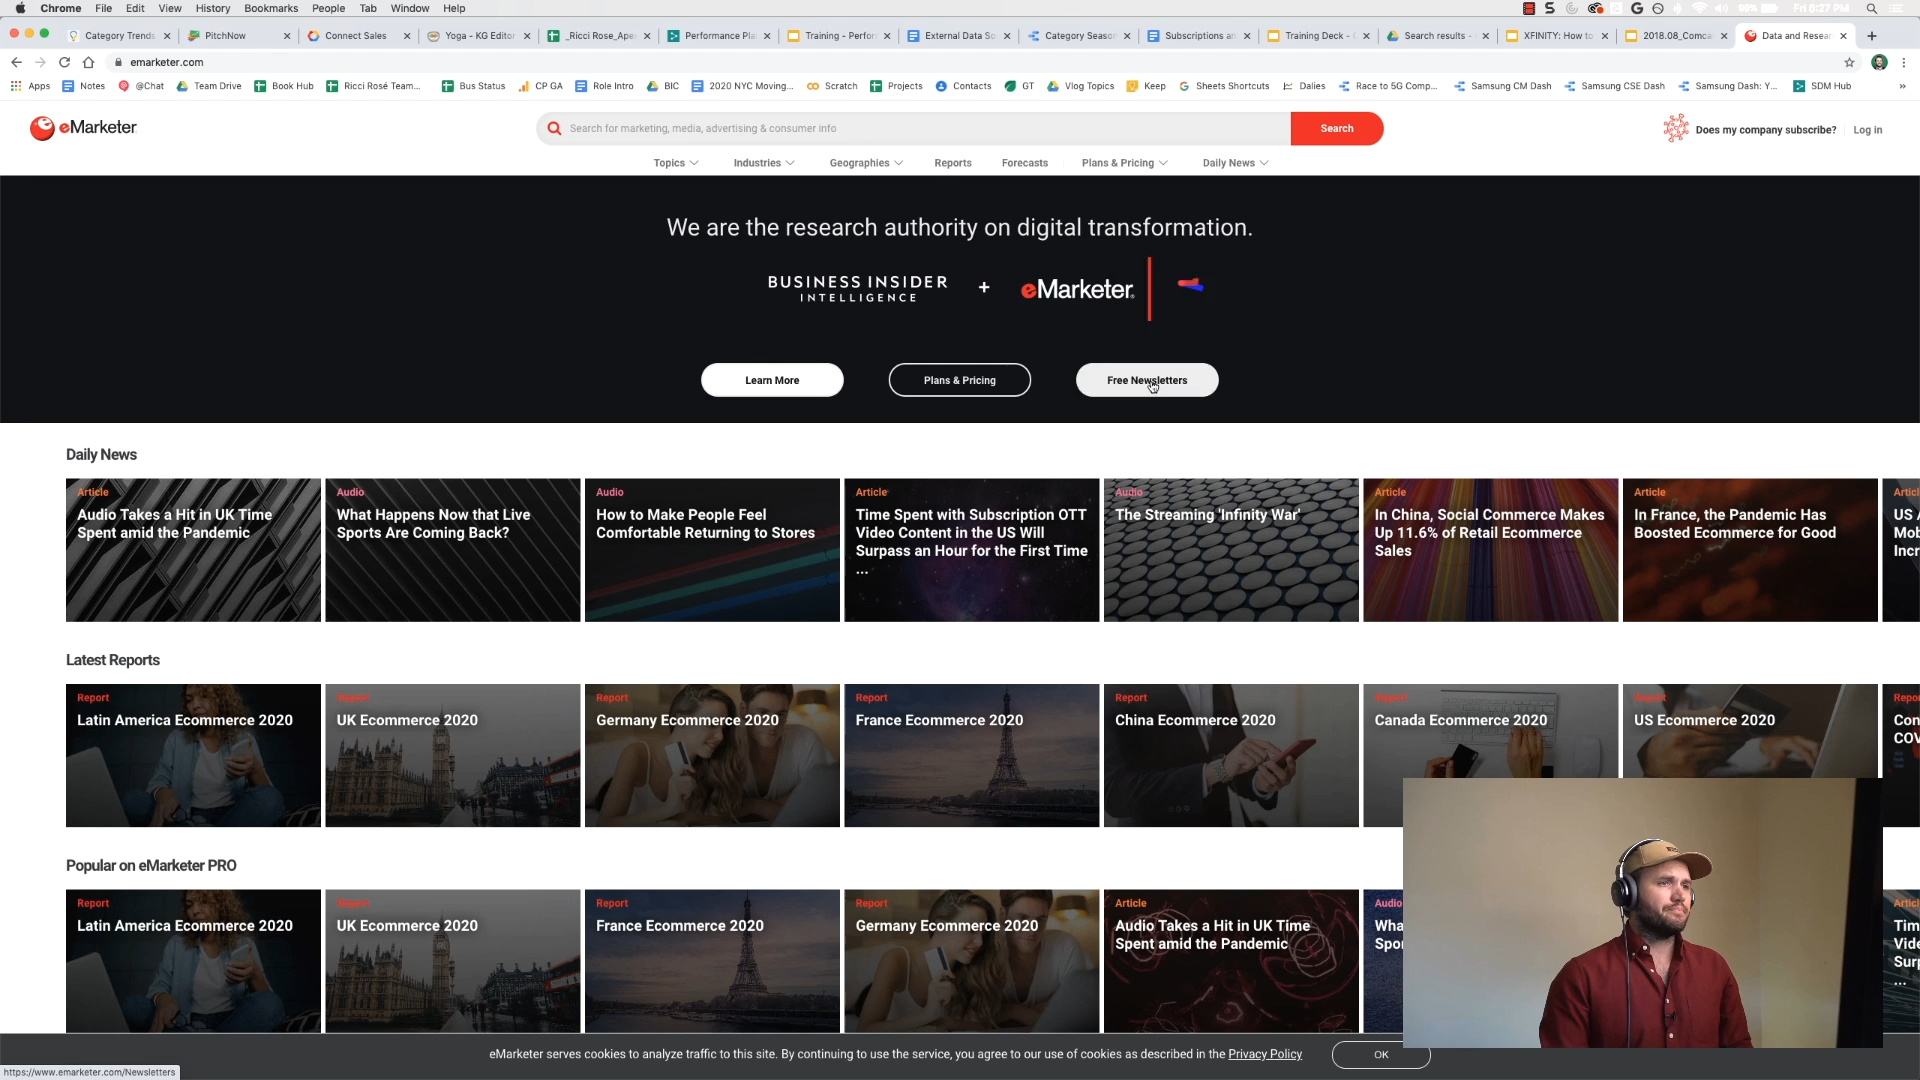 Chrome File Edit View History Bookmarks People Tab Window Help
Category Trends
PitchNow
Connect Sales
Yoga - KG Editor
_Ricci Rose_Ape
Performance Pla
Training - Perfor
External Data So
Category Season
Subscriptions an
Training Deck - 
Search results -
XFINITY: How to
2018.08_Comca
Data and Resear
emarketer.com
Apps Notes @Chat Team Drive Book Hub Ricci Rosé Team... Bus Status CP GA Role Intro BIC 2020 NYC Moving... Scratch Projects Contacts GT Vlog Topics Keep Sheets Shortcuts Dalies Race to 5G Comp... Samsung CM Dash Samsung CSE Dash Samsung Dash: Y... SDM Hub »
eMarketer
Search for marketing, media, advertising & consumer info
Search
Does my company subscribe?
Log in
Topics Industries Geographies Reports Forecasts Plans & Pricing Daily News
We are the research authority on digital transformation.
BUSINESS INSIDER
INTELLIGENCE
+
eMarketer
Learn More
Plans & Pricing
Free Newsletters
Daily News
Article
Audio Takes a Hit in UK Time
Spent amid the Pandemic
Audio
What Happens Now that Live
Sports Are Coming Back?
Audio
How to Make People Feel
Comfortable Returning to Stores
Article
Time Spent with Subscription OTT
Video Content in the US Will
Surpass an Hour for the First Time
...
Audio
The Streaming 'Infinity War'
Article
In China, Social Commerce Makes
Up 11.6% of Retail Ecommerce
Sales
Article
In France, the Pandemic Has
Boosted Ecommerce for Good
Articl
US
Mob
Incr
Latest Reports
Report
Latin America Ecommerce 2020
Report
UK Ecommerce 2020
Report
Germany Ecommerce 2020
Report
France Ecommerce 2020
Report
China Ecommerce 2020
Report
Canada Ecommerce 2020
Report
US Ecommerce 2020
Repor
Con
COV
Popular on eMarketer PRO
Report
Latin America Ecommerce 2020
Report
UK Ecommerce 2020
Report
France Ecommerce 2020
Report
Germany Ecommerce 2020
Article
Audio Takes a Hit in UK Time
Spent amid the Pandemic
Audio
Wha
Spo
Articl
Tim
Vide
Surp
...
eMarketer serves cookies to analyze traffic to this site. By continuing to use the service, you agree to our use of cookies as described in the Privacy Policy
OK
https://www.emarketer.com/Newsletters